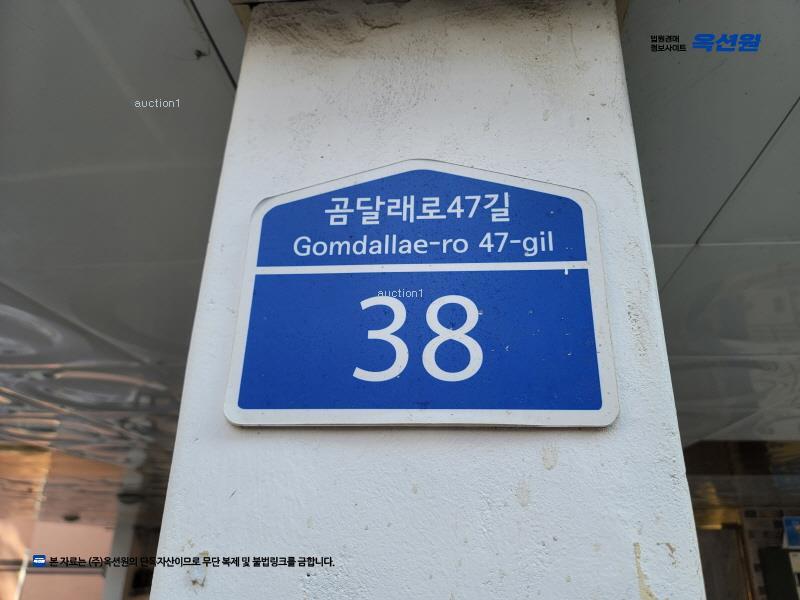 법원경매
정보사이트 옥션원
auction1
곰달래로47길
Gomdallae-ro 47-gil
auction1
38
본 자료는 (주)옥션원의 단독자산이므로 무단 복제 및 불법링크를 금합니다.